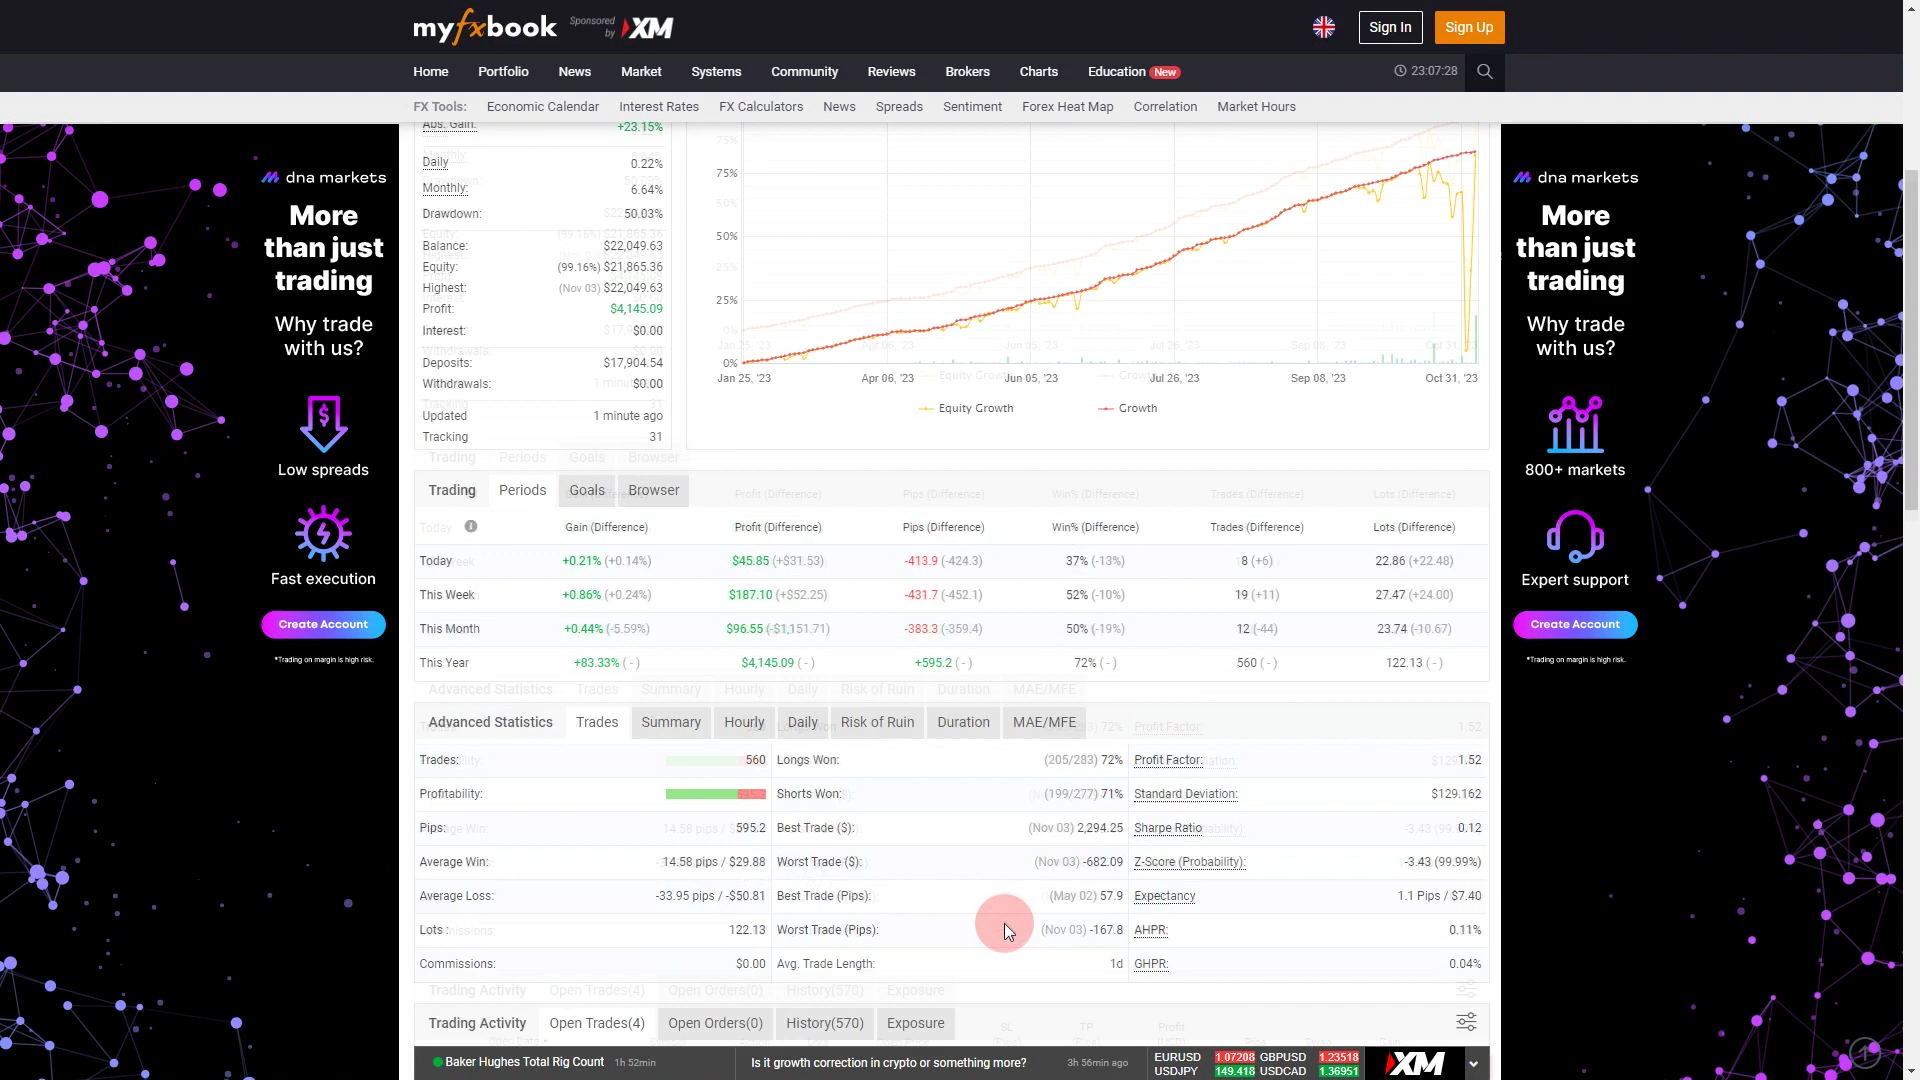 myfxbook Sponsored by XM
Sign In Sign Up
Home Portfolio News Market Systems Community Reviews Brokers Charts Education New 23:07:28
FX Tools: Economic Calendar Interest Rates FX Calculators News Spreads Sentiment Forex Heat Map Correlation Market Hours
dna markets
More
than just
trading
Why trade
with us?
Low spreads
Fast execution
Create Account
*Trading on margin is high risk.
Abs. Gain: +23.15%
Daily 0.22%
Monthly: 6.64%
Drawdown: 50.03%
Balance: $22,049.63
Equity: (99.16%) $21,865.36
Highest: (Nov 03) $22,049.63
Profit: $4,145.09
Interest: $0.00
Deposits: $17,904.54
Withdrawals: $0.00
Updated 1 minute ago
Tracking 31
75%
50%
25%
0%
Jan 25, '23 Apr 06, '23 Jun 05, '23 Jul 26, '23 Sep 08, '23 Oct 31, '23
Equity Growth Growth
Trading Periods Goals Browser
Gain (Difference) Profit (Difference) Pips (Difference) Win% (Difference) Trades (Difference) Lots (Difference)
Today +0.21% (+0.14%) $45.85 (+$31.53) -413.9 (-424.3) 37% (-13%) 8 (+6) 22.86 (+22.48)
This Week +0.86% (+0.24%) $187.10 (+$52.25) -431.7 (-452.1) 52% (-10%) 19 (+11) 27.47 (+24.00)
This Month +0.44% (-5.59%) $96.55 (-$1,151.71) -383.3 (-359.4) 50% (-19%) 12 (-44) 23.74 (-10.67)
This Year +83.33% ( - ) $4,145.09 ( - ) +595.2 ( - ) 72% ( - ) 560 ( - ) 122.13 ( - )
Advanced Statistics Trades Summary Hourly Daily Risk of Ruin Duration MAE/MFE
Trades: 560 Longs Won: (205/283) 72% Profit Factor: 1.52
Profitability: Shorts Won: (199/277) 71% Standard Deviation: $129.162
Pips: 595.2 Best Trade ($): (Nov 03) 2,294.25 Sharpe Ratio 0.12
Average Win: 14.58 pips / $29.88 Worst Trade ($): (Nov 03) -682.09 Z-Score (Probability): -3.43 (99.99%)
Average Loss: -33.95 pips / -$50.81 Best Trade (Pips): (May 02) 57.9 Expectancy 1.1 Pips / $7.40
Lots : 122.13 Worst Trade (Pips): (Nov 03) -167.8 AHPR: 0.11%
Commissions: $0.00 Avg. Trade Length: 1d GHPR: 0.04%
Trading Activity Open Trades(4) Open Orders(0) History(570) Exposure
Baker Hughes Total Rig Count 1h 52min Is it growth correction in crypto or something more? 3h 56min ago
EURUSD 1.07208 GBPUSD 1.23518
USDJPY 149.418 USDCAD 1.36951
XM
dna markets
More
than just
trading
Why trade
with us?
800+ markets
Expert support
Create Account
*Trading on margin is high risk.